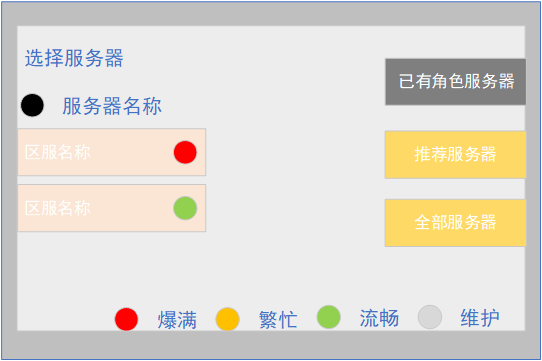 选择服务器
服务器名称
区服名称
区服名称
已有角色服务器
推荐服务器
全部服务器
爆满 繁忙 流畅 维护